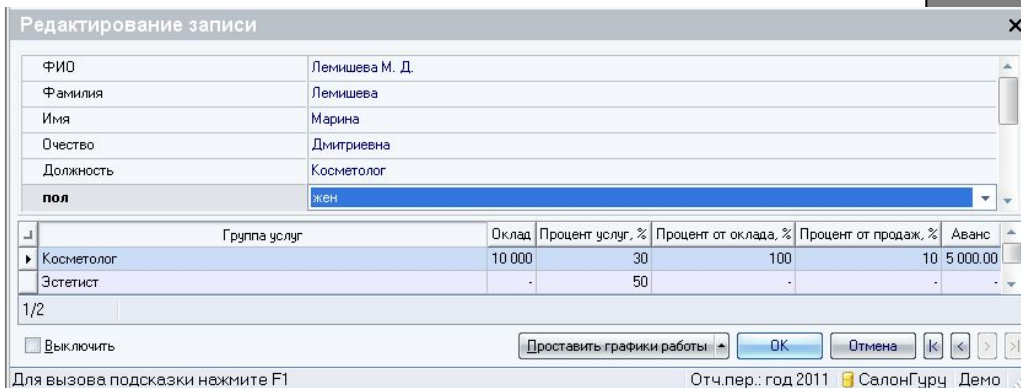 Редактирование записи
ФИО Лемишева М. Д.
Фамилия Лемишева
Имя Марина
Очество Дмитриевна
Должность Косметолог
пол жен
Группа услуг Оклад Процент услуг, % Процент от оклада, % Процент от продаж, % Аванс
Косметолог 10 000 30 100 10 5 000.00
Эстетист - 50 - - -
1/2
Выключить Проставить графики работы ОК Отмена
Для вызова подсказки нажмите F1 Отч.пер.: год 2011 СалонГуру Демо